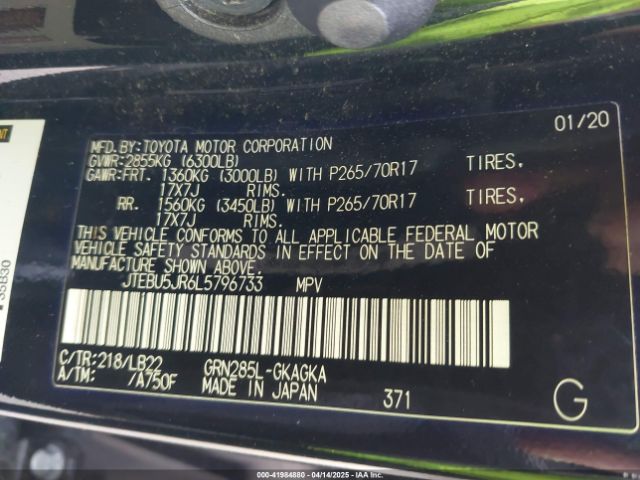 01/20
MFD.BY:TOYOTA MOTOR CORPORATION
GVWR:2855KG (6300LB)
GAWR:FRT. 1360KG (3000LB) WITH P265/70R17 TIRES,
17X7J RIMS.
RR. 1560KG (3450LB) WITH P265/70R17 TIRES,
17X7J RIMS.
THIS VEHICLE CONFORMS TO ALL APPLICABLE FEDERAL MOTOR
VEHICLE SAFETY STANDARDS IN EFFECT ON THE DATE OF
MANUFACTURE SHOWN ABOVE.
JTEBU5JR6L5796733 MPV
C/TR:218/LB22 GRN285L-GKAGKA
A/TM: /A750F MADE IN JAPAN 371
G
35B30
000-41984880 - 04/14/2025 - IAAI.COM